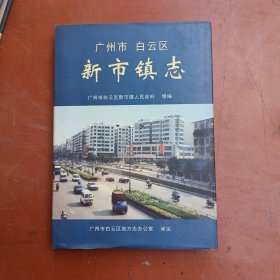 广州市 白云区
新市镇志
广州市白云区新市镇人民政府 修编
广州市白云区地方志办公室 审定